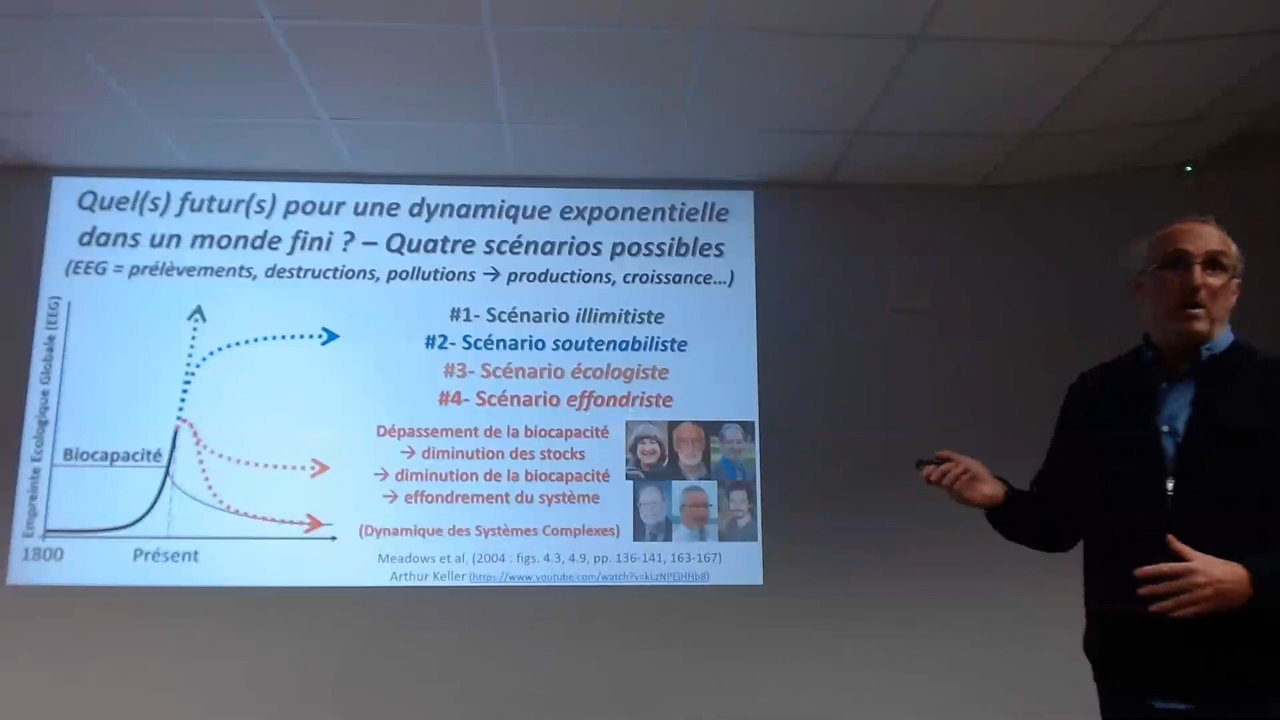 Quel(s) futur(s) pour une dynamique exponentielle
dans un monde fini ? – Quatre scénarios possibles
(EEG = prélèvements, destructions, pollutions → productions, croissance...)
Empreinte Ecologique Globale (EEG)
#1- Scénario illimitiste
#2- Scénario soutenabiliste
#3- Scénario écologiste
#4- Scénario effondriste
Dépassement de la biocapacité
→ diminution des stocks
→ diminution de la biocapacité
→ effondrement du système
(Dynamique des Systèmes Complexes)
Biocapacité
1800
Présent
Meadows et al. (2004 : figs. 4.3, 4.9, pp. 136-141, 163-167)
Arthur Keller